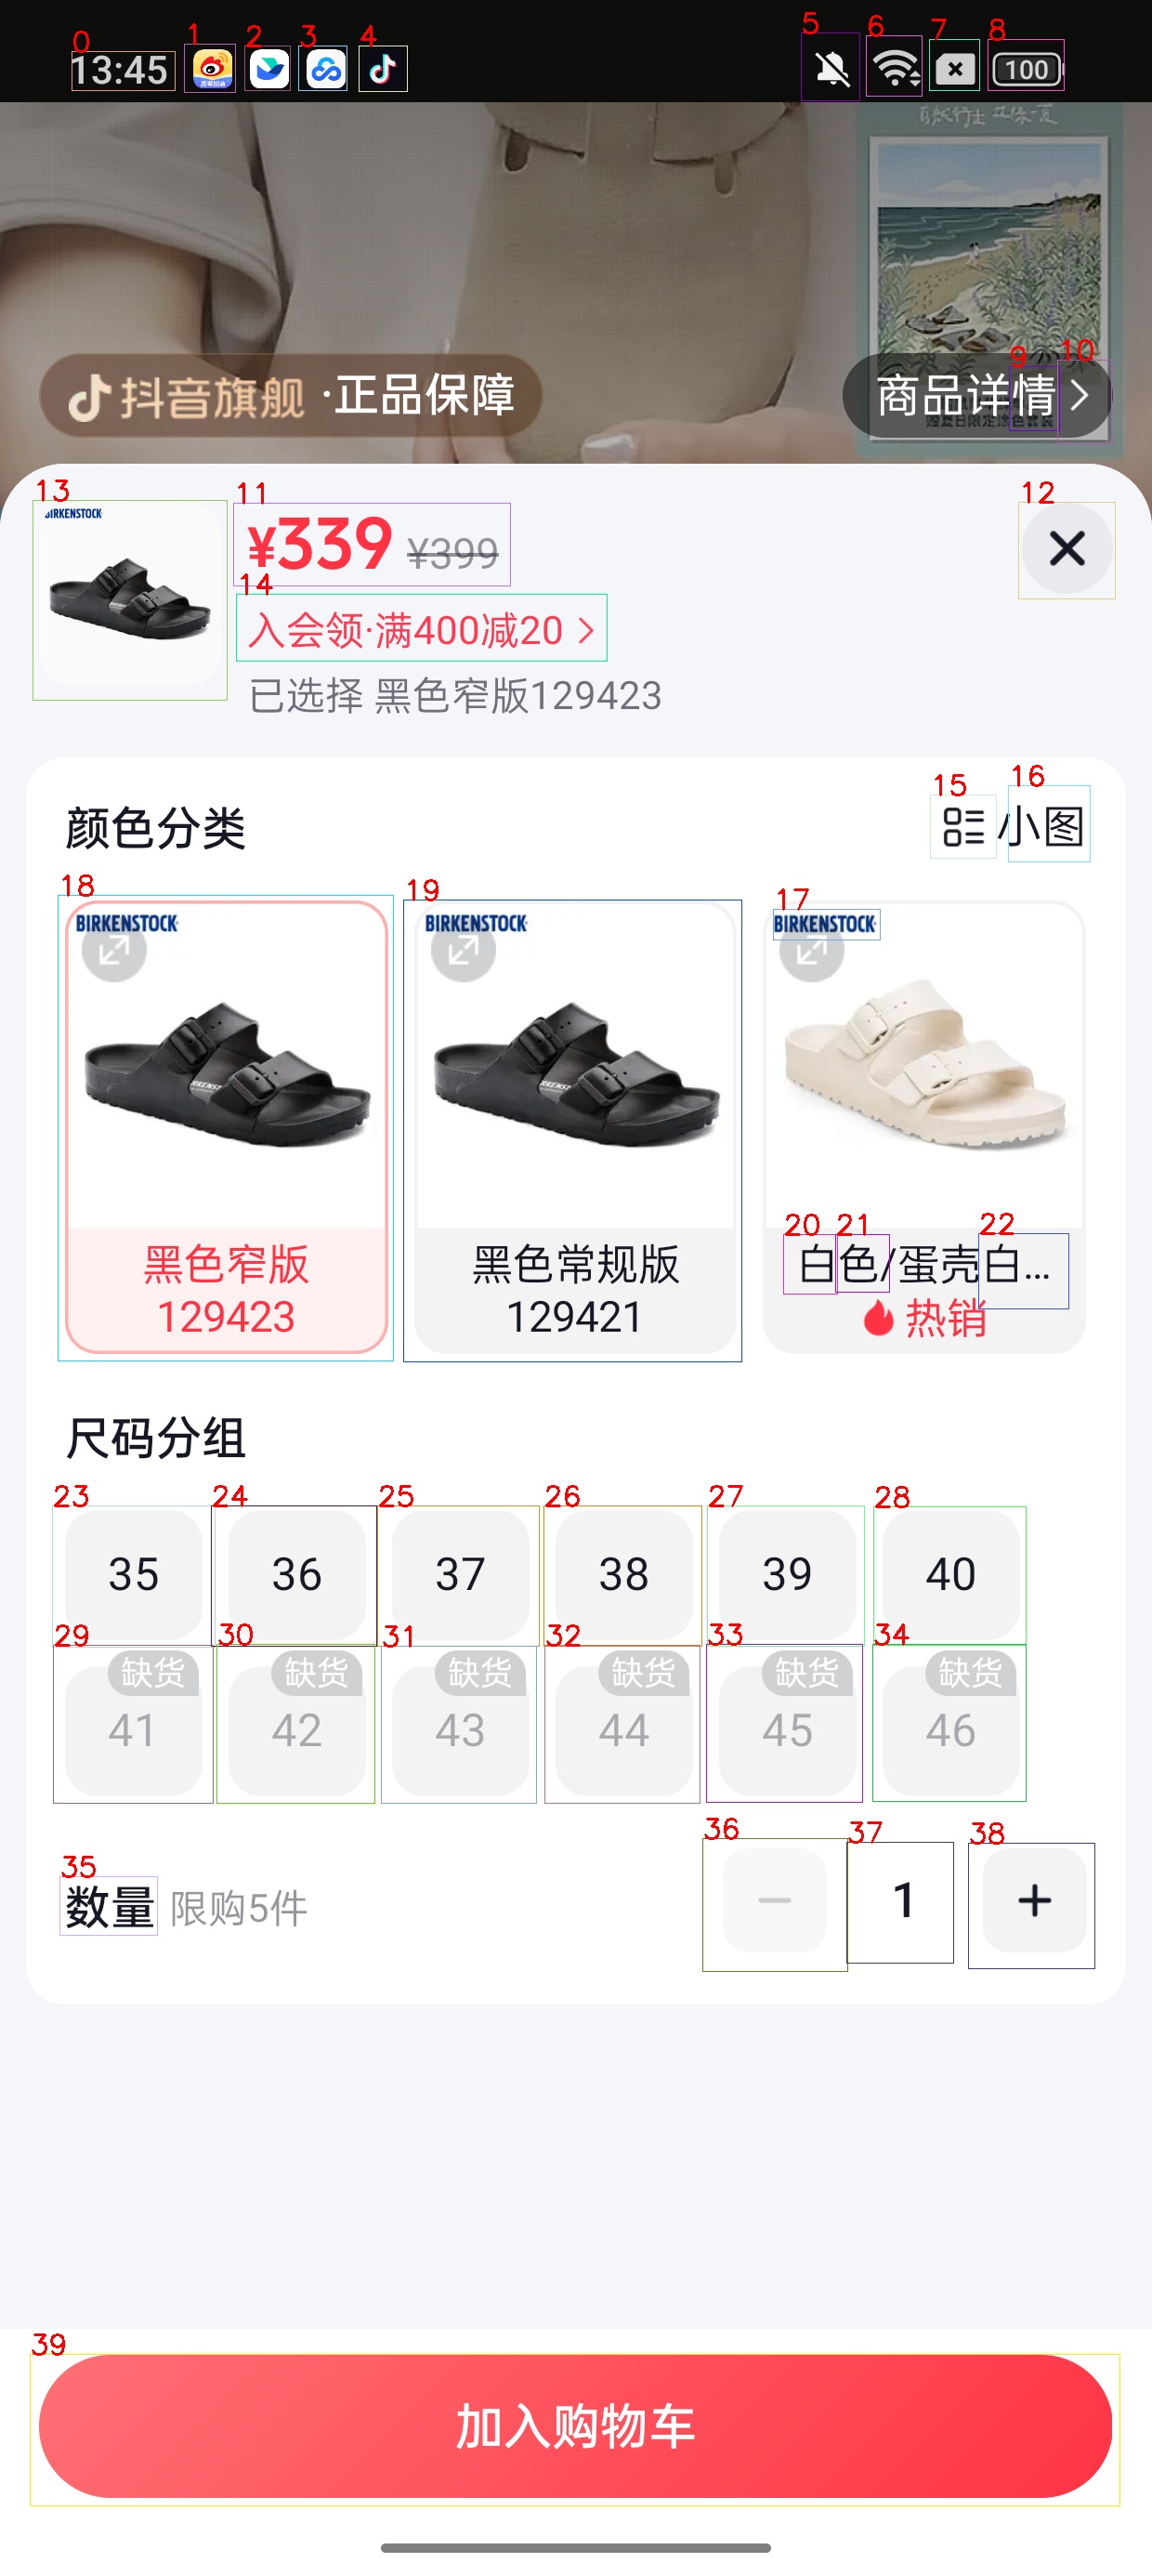 13:45
100
抖音旗舰 ·正品保障
商品详情
BIRKENSTOCK
¥339 ¥399
入会领·满400减20
已选择 黑色窄版129423
颜色分类
小图
BIRKENSTOCK
BIRKENSTOCK
BIRKENSTOCK
黑色窄版
129423
黑色常规版
129421
白色/蛋壳白...
热销
尺码分组
35 36 37 38 39 40
缺货 缺货 缺货 缺货 缺货 缺货
41 42 43 44 45 46
数量 限购5件
1
加入购物车
0 1 2 3 4 5 6 7 8
9 10
11 12 13
14
15 16
17 18 19
20 21 22
23 24 25 26 27 28
29 30 31 32 33 34
35 36 37 38
39